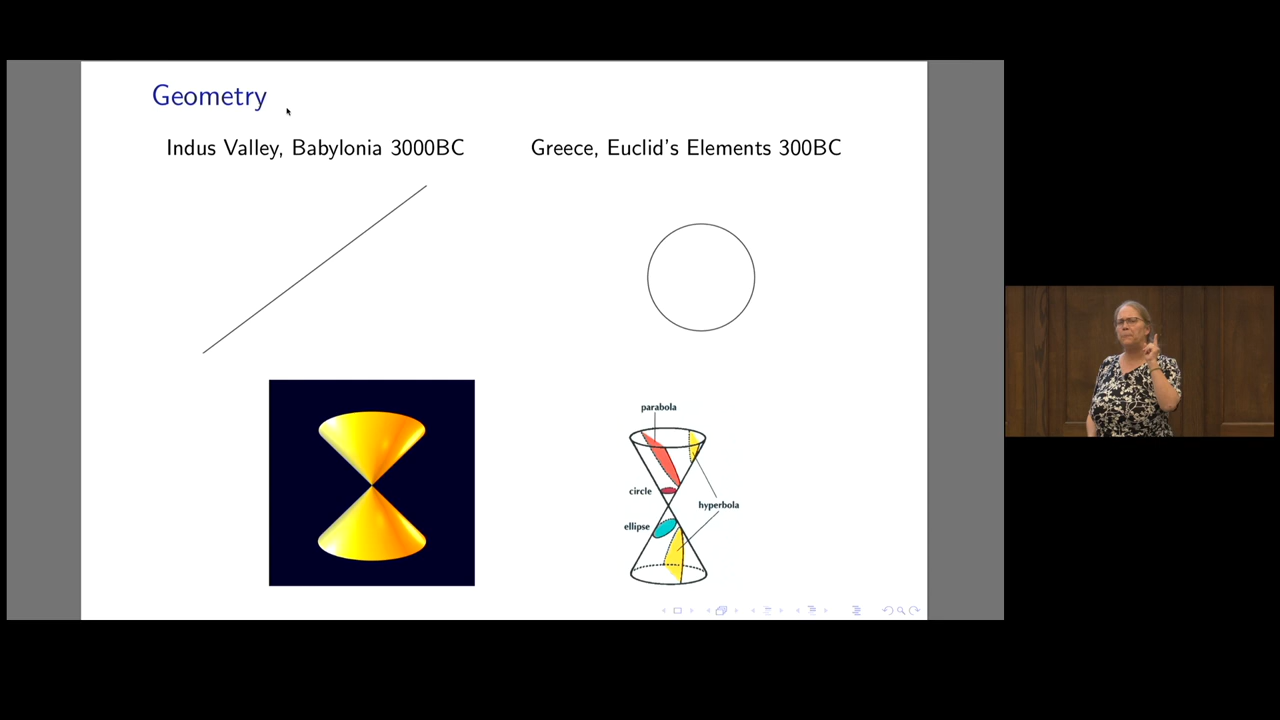 Geometry
Indus Valley, Babylonia 3000BC
Greece, Euclid's Elements 300BC
parabola
circle
hyperbola
ellipse